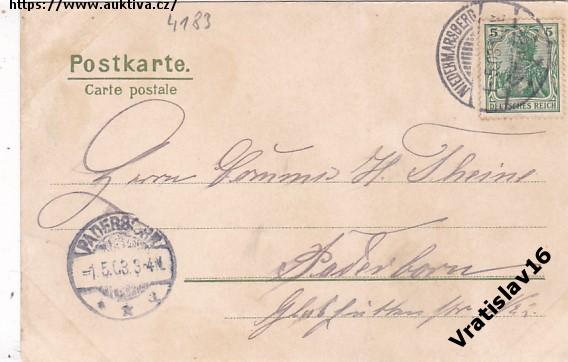 https://www.auktiva.cz/
4183
Postkarte.
Carte postale
NIEDERMARSBERG
5 5
DEUTSCHES REICH
Herrn H. Theine
PADERBORN
1.5.03. 3-4N.
* * a
Paderborn
Vratislav16